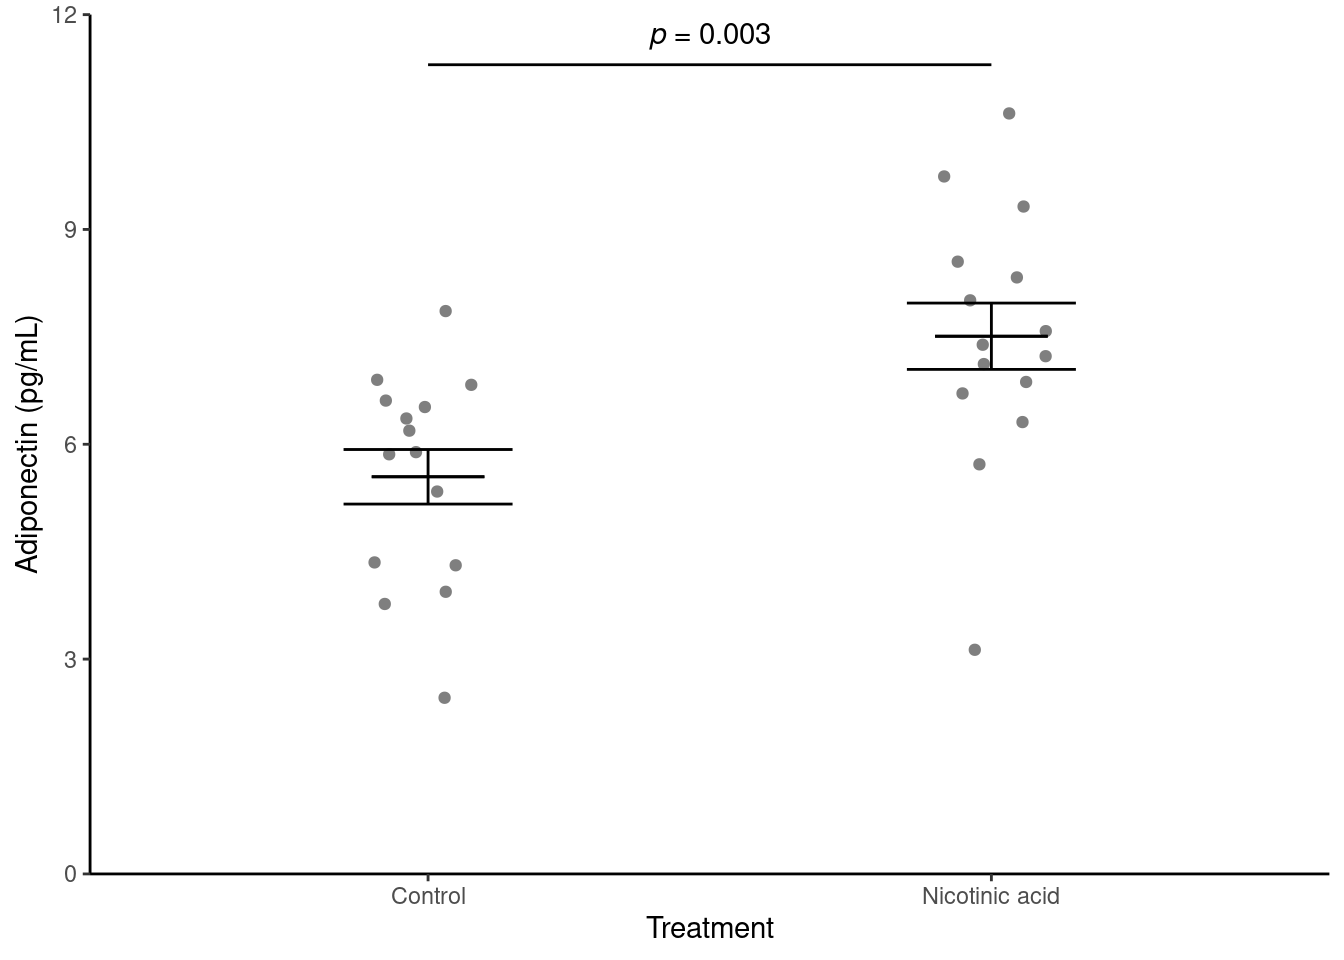 12
p = 0.003
9
6
3
0
Adiponectin (pg/mL)
Control
Nicotinic acid
Treatment